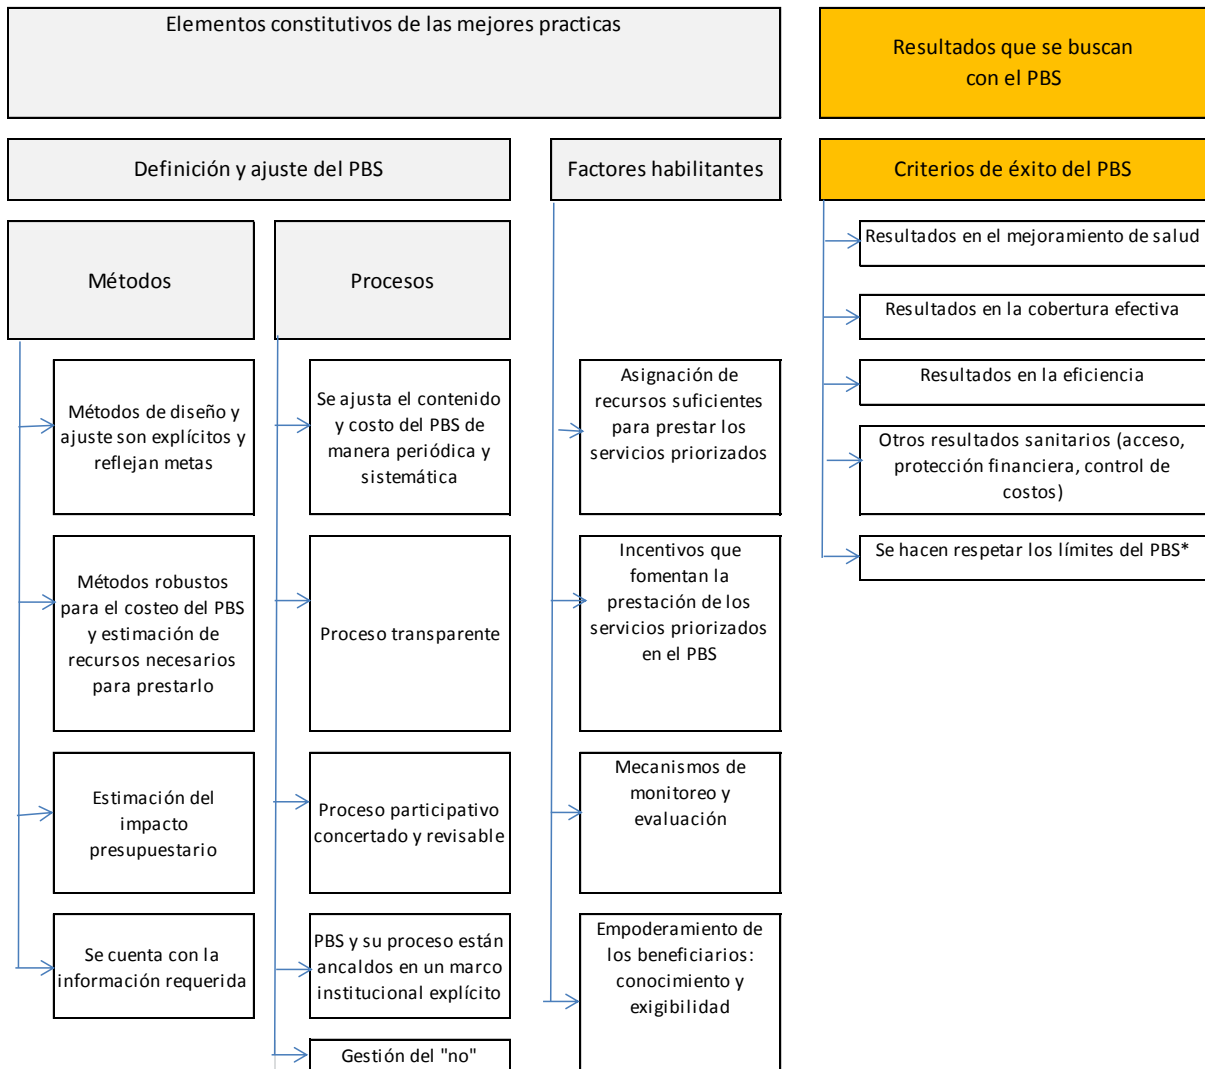 Elementos constitutivos de las mejores practicas
Resultados que se buscan
con el PBS
Definición y ajuste del PBS
Factores habilitantes
Criterios de éxito del PBS
Métodos
Procesos
Métodos de diseño y
ajuste son explícitos y
reflejan metas
Métodos robustos
para el costeo del PBS
y estimación de
recursos necesarios
para prestarlo
Estimación del
impacto
presupuestario
Se cuenta con la
información requerida
Se ajusta el contenido
y costo del PBS de
manera periódica y
sistemática
Proceso transparente
Proceso participativo
concertado y revisable
PBS y su proceso están
ancaldos en un marco
institucional explícito
Gestión del "no"
Asignación de
recursos suficientes
para prestar los
servicios priorizados
Incentivos que
fomentan la
prestación de los
servicios priorizados
en el PBS
Mecanismos de
monitoreo y
evaluación
Empoderamiento de
los beneficiarios:
conocimiento y
exigibilidad
Resultados en el mejoramiento de salud
Resultados en la cobertura efectiva
Resultados en la eficiencia
Otros resultados sanitarios (acceso,
protección financiera, control de
costos)
Se hacen respetar los límites del PBS*